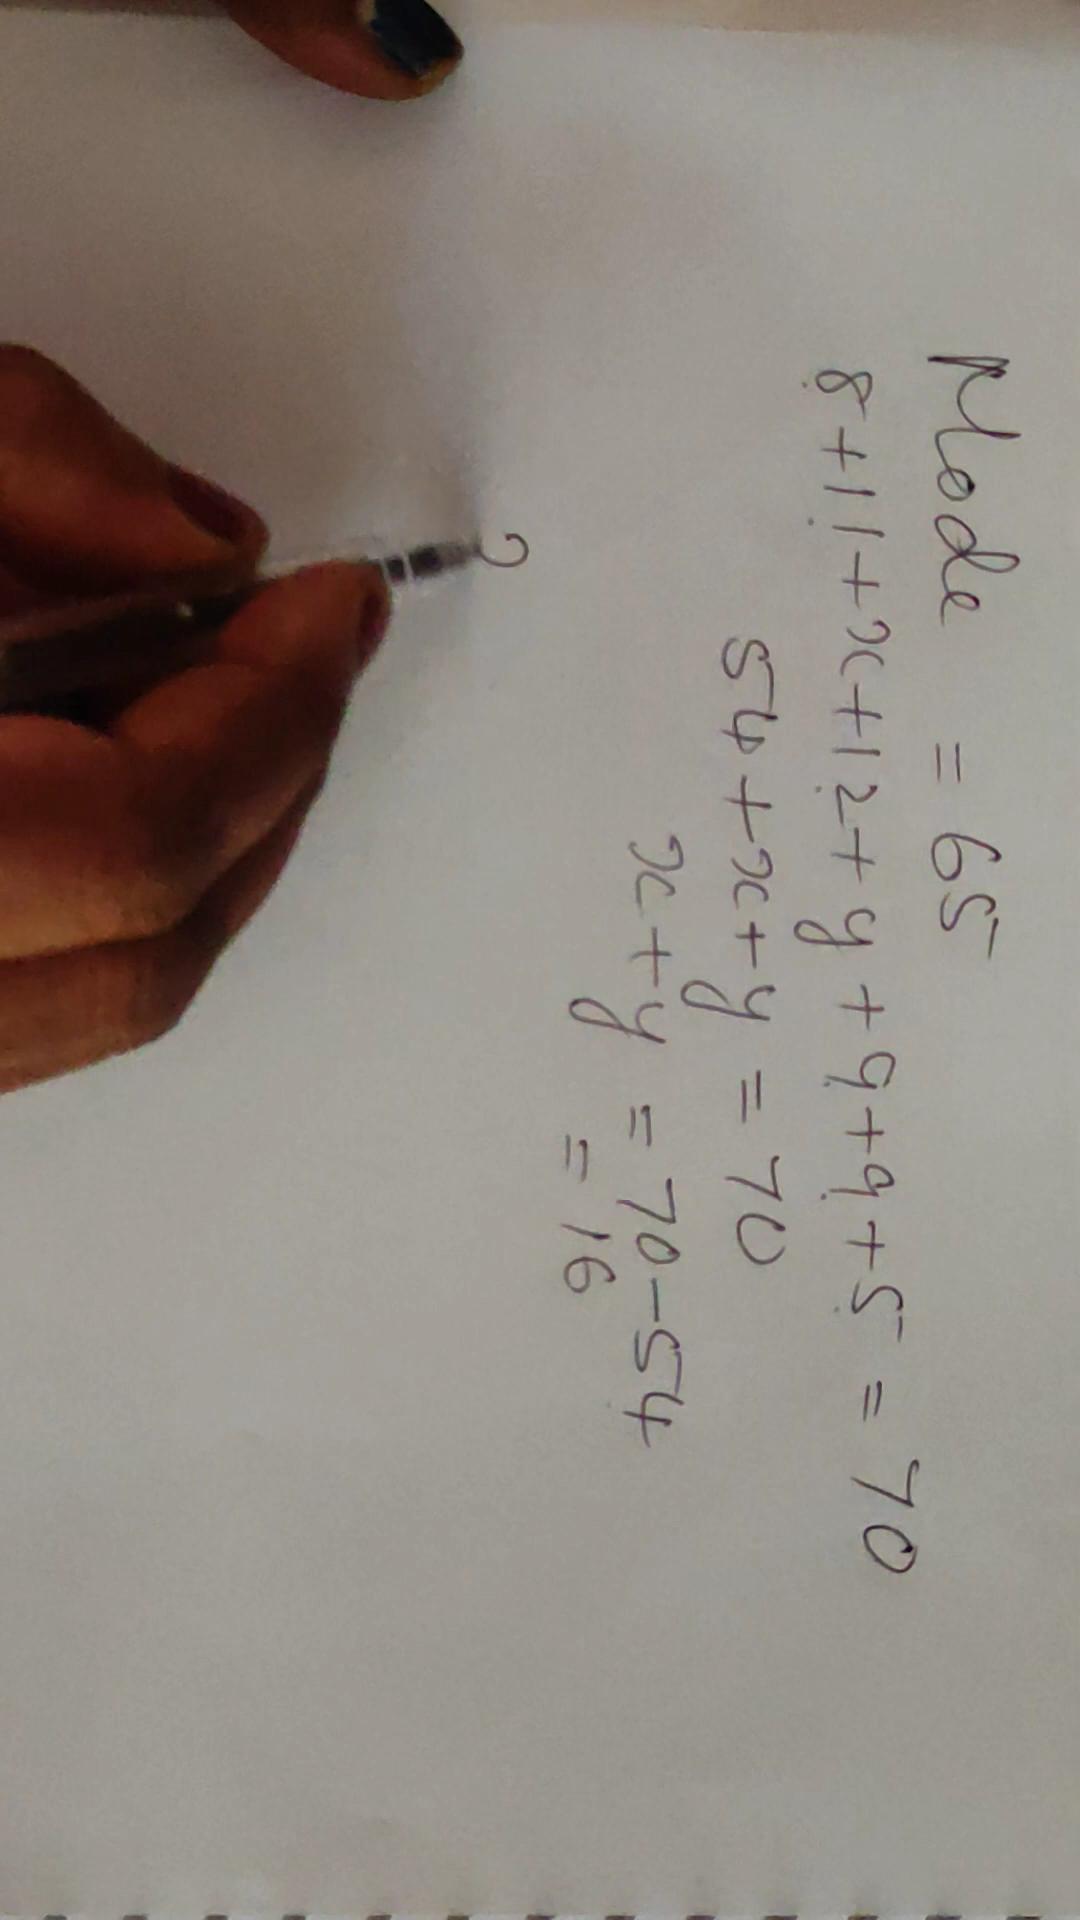 Mode = 65
8+11+x+12+y+9+9+5 = 70
54+x+y = 70
x+y = 70-54
= 16